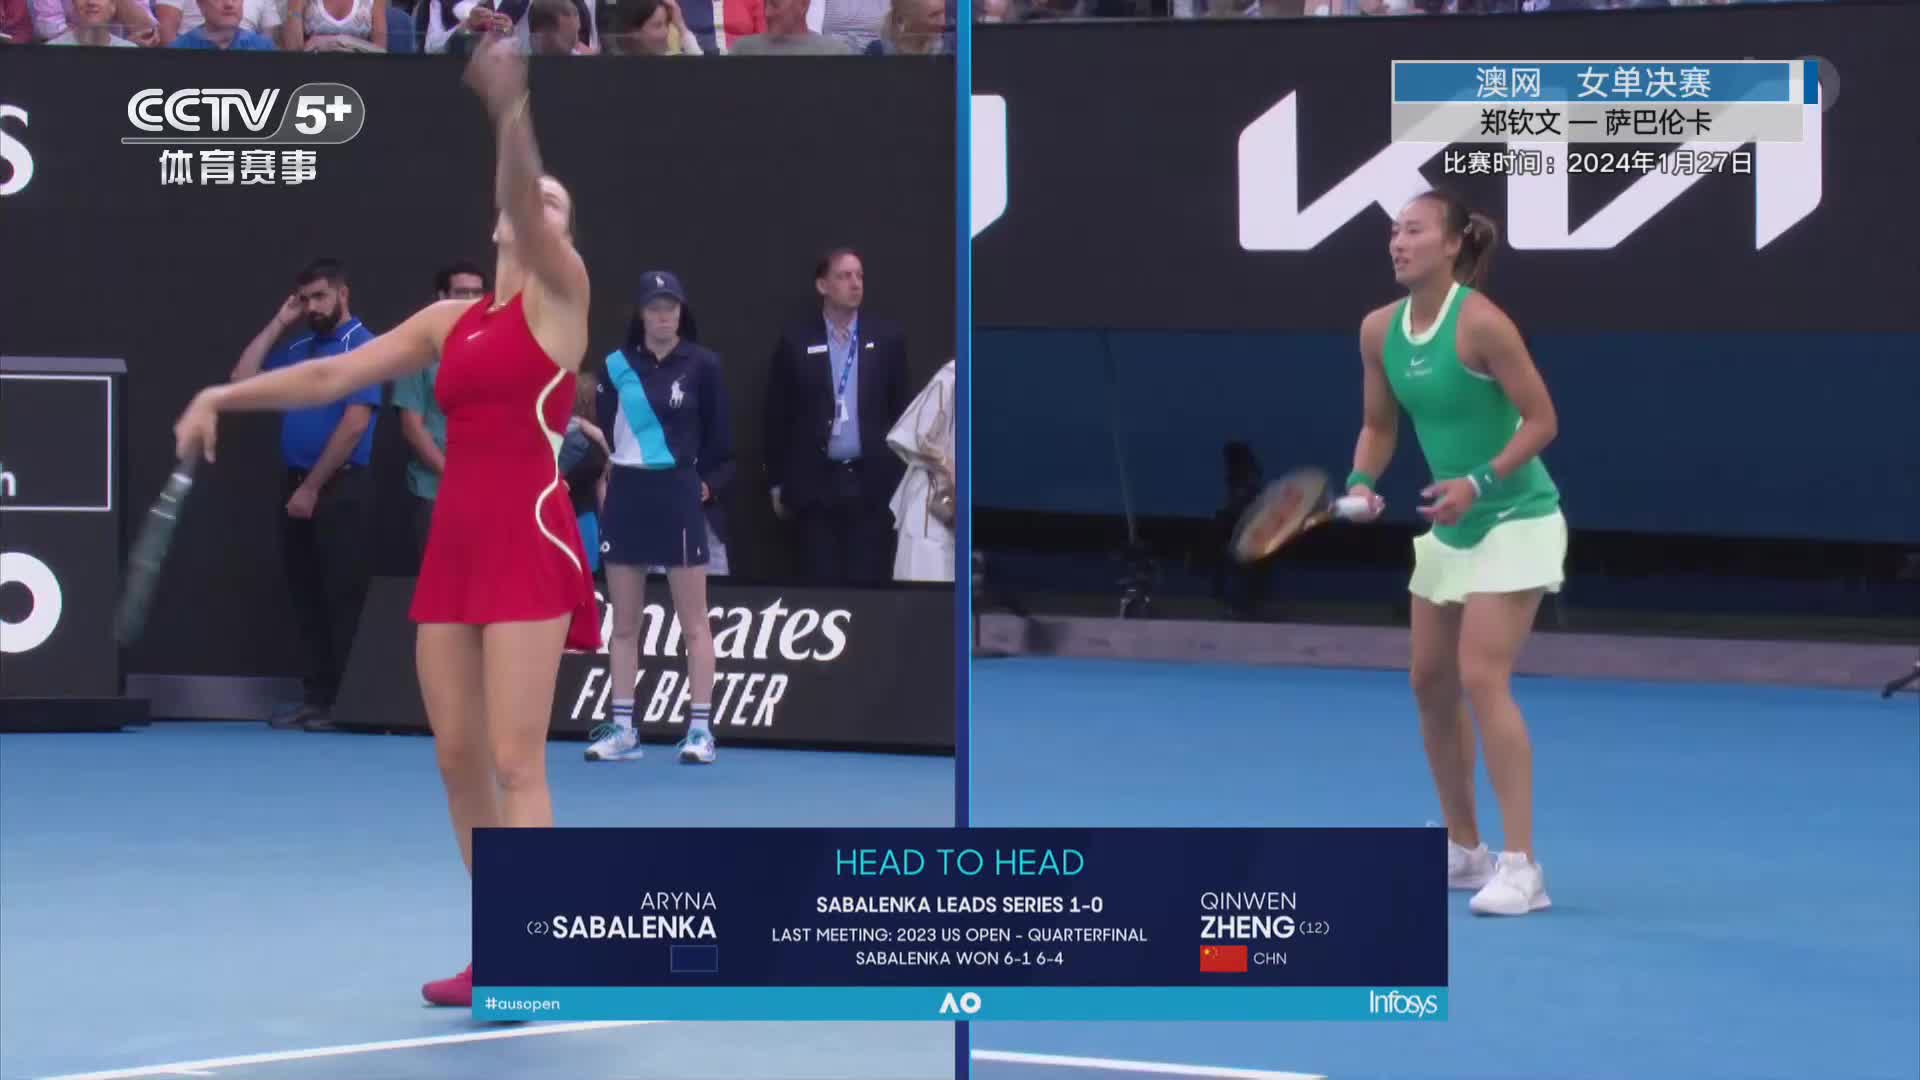 CCTV 5+
体育赛事
澳网 女单决赛
郑钦文 — 萨巴伦卡
比赛时间：2024年1月27日
KIA
Emirates
FLY BETTER
HEAD TO HEAD
ARYNA
(2) SABALENKA
SABALENKA LEADS SERIES 1-0
LAST MEETING: 2023 US OPEN - QUARTERFINAL
SABALENKA WON 6-1 6-4
QINWEN
ZHENG (12)
CHN
#ausopen
AO
Infosys